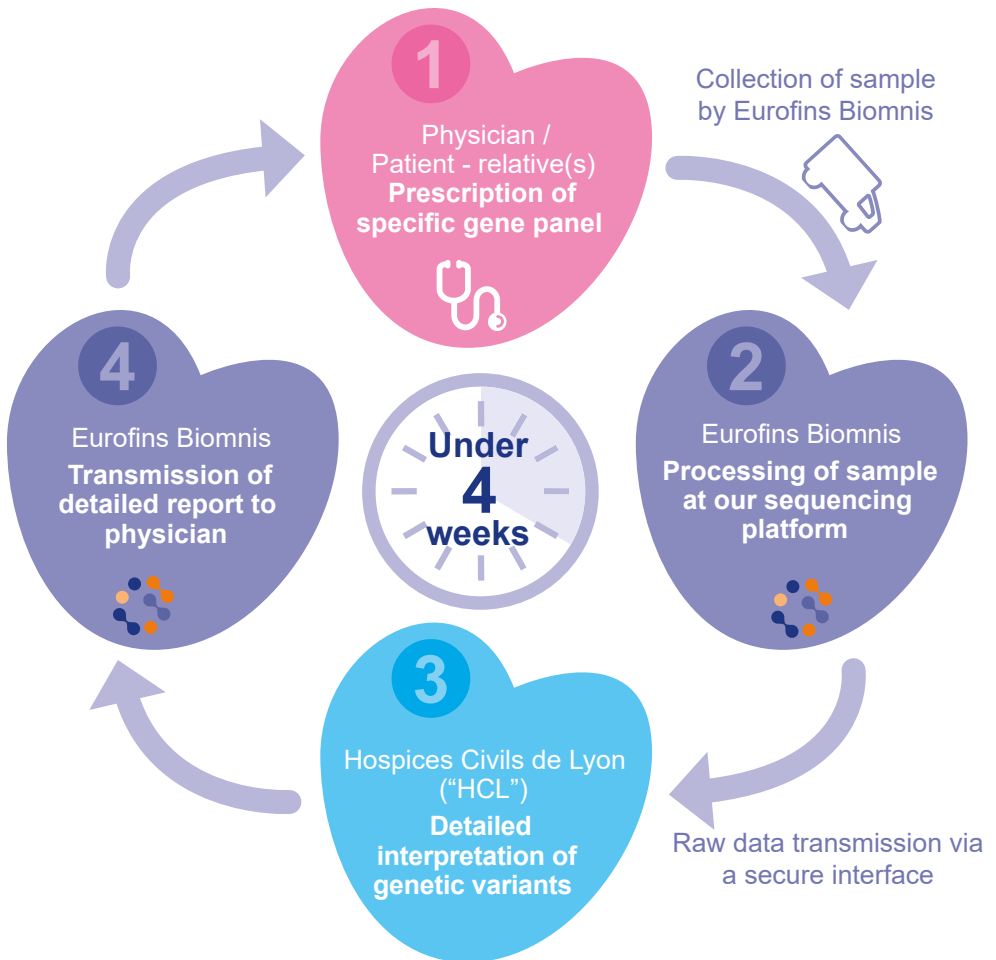 1
Physician /
Patient - relative(s)
Prescription of
specific gene panel
Collection of sample
by Eurofins Biomnis
2
Eurofins Biomnis
Processing of sample
at our sequencing
platform
Raw data transmission via
a secure interface
3
Hospices Civils de Lyon
(“HCL”)
Detailed
interpretation of
genetic variants
4
Eurofins Biomnis
Transmission of
detailed report to
physician
Under
4
weeks